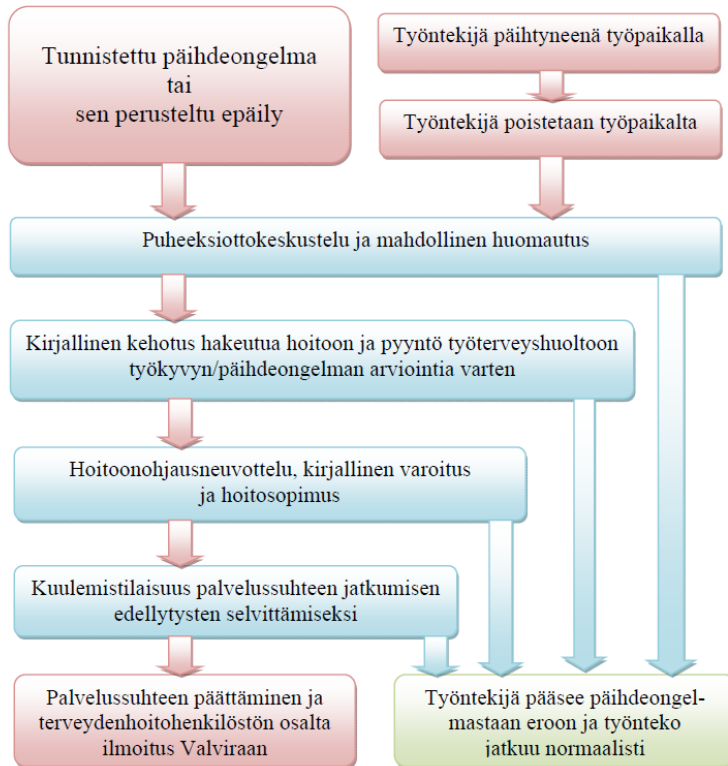 Tunnistettu päihdeongelma
tai
sen perusteltu epäily
Työntekijä päihtyneenä työpaikalla
Työntekijä poistetaan työpaikalta
Puheeksiottokeskustelu ja mahdollinen huomautus
Kirjallinen kehotus hakeutua hoitoon ja pyyntö työterveyshuoltoon
työkyvyn/päihdeongelman arviointia varten
Hoitoonohjausneuvottelu, kirjallinen varoitus
ja hoitosopimus
Kuulemistilaisuus palvelussuhteen jatkumisen
edellytysten selvittämiseksi
Palvelussuhteen päättäminen ja
terveydenhoitohenkilöstön osalta
ilmoitus Valviraan
Työntekijä pääsee päihdeongel-
mastaan eroon ja työnteko
jatkuu normaalisti